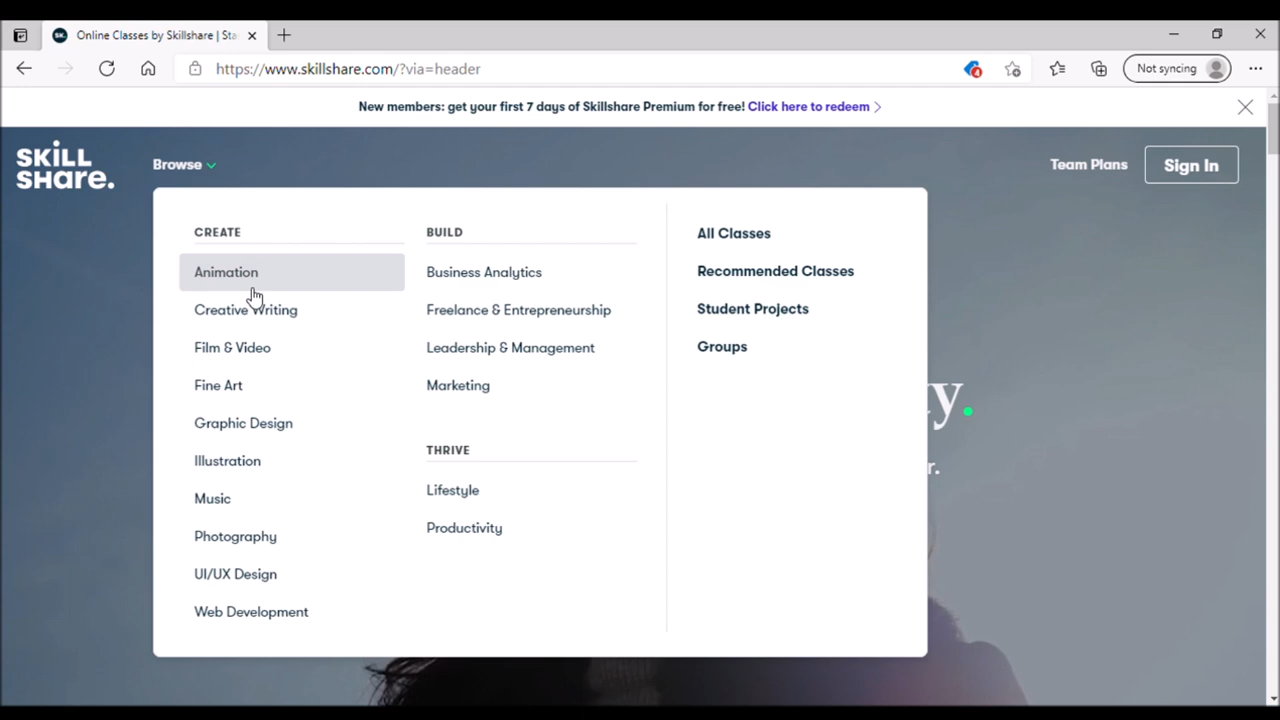 Online Classes by Skillshare | Sta
https://www.skillshare.com/?via=header
4
Not syncing
New members: get your first 7 days of Skillshare Premium for free! Click here to redeem
SKILL
SHARE.
Browse
Team Plans
Sign In
CREATE
Animation
Creative Writing
Film & Video
Fine Art
Graphic Design
Illustration
Music
Photography
UI/UX Design
Web Development
BUILD
Business Analytics
Freelance & Entrepreneurship
Leadership & Management
Marketing
THRIVE
Lifestyle
Productivity
All Classes
Recommended Classes
Student Projects
Groups
y.
r.